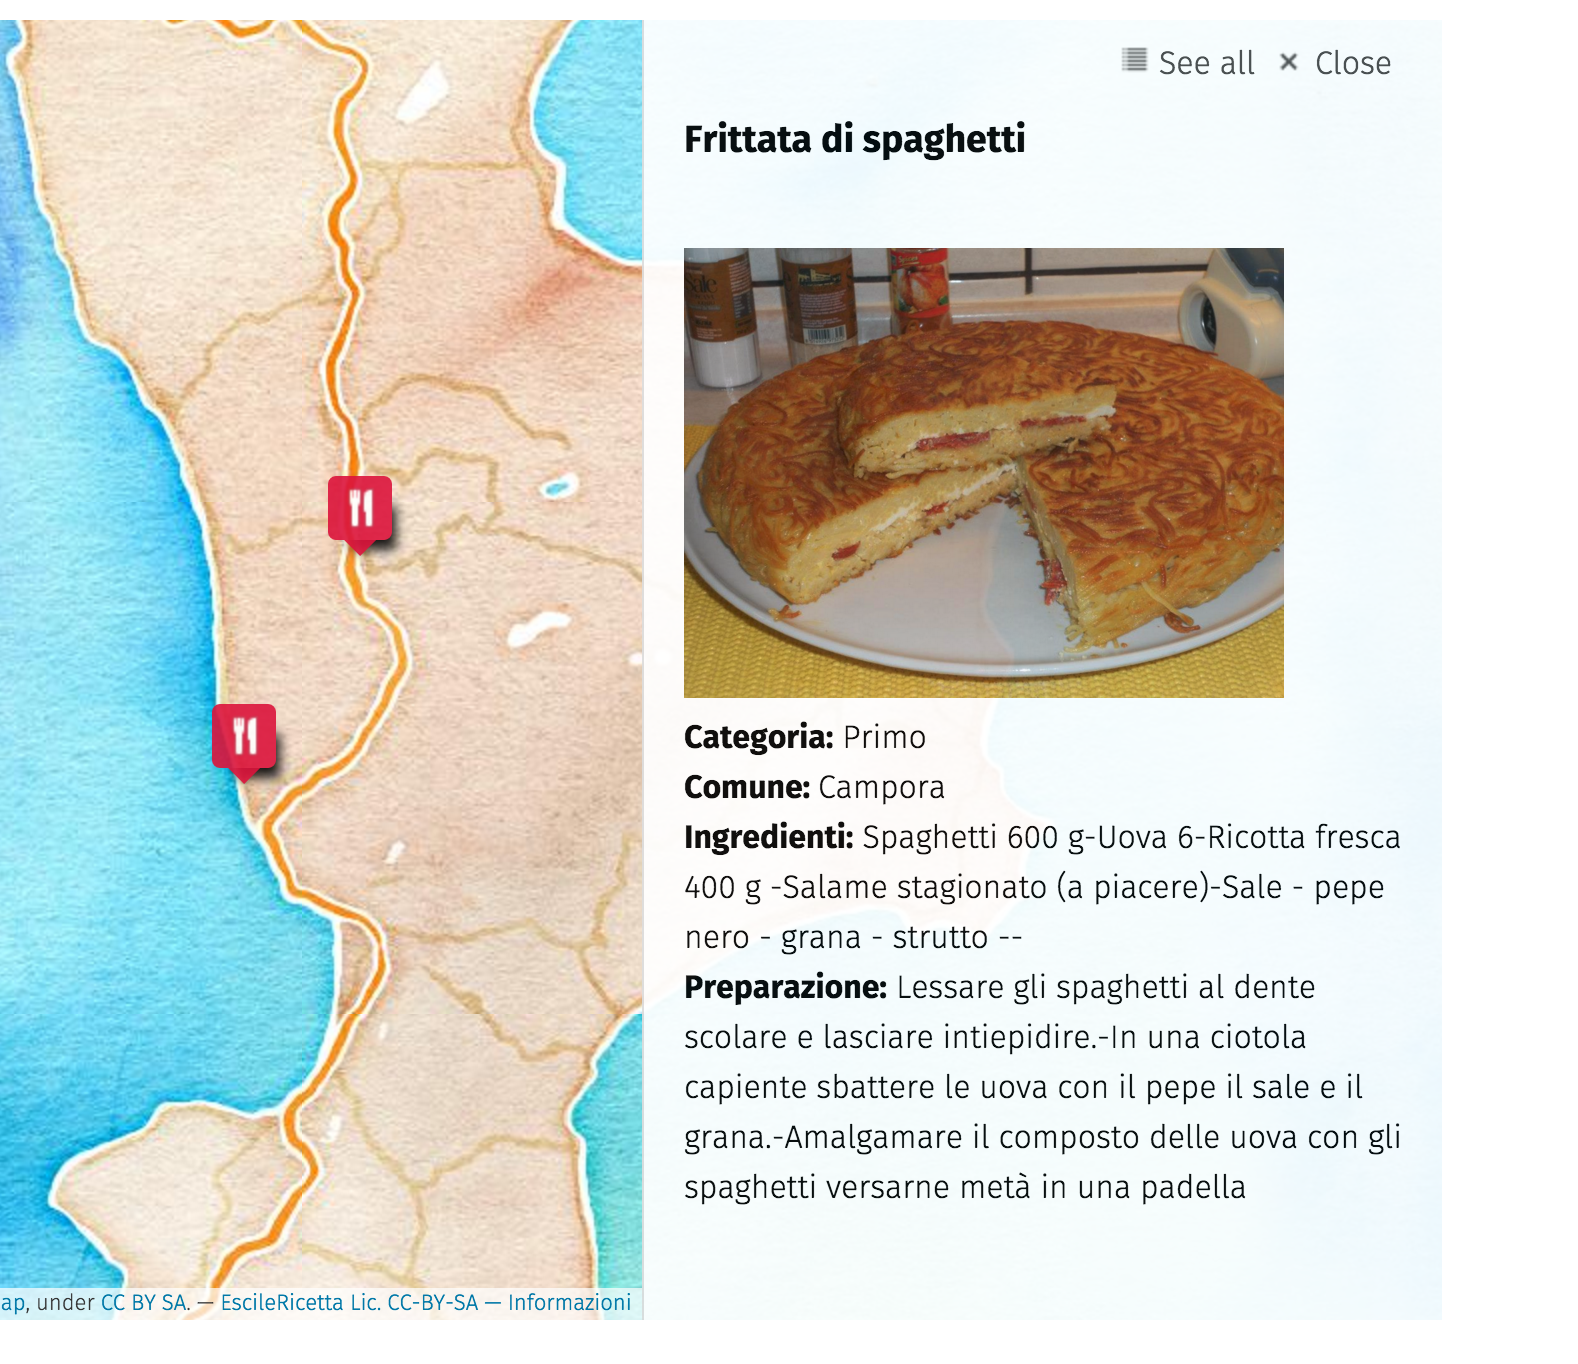 See all × Close
Frittata di spaghetti
Sale
Categoria: Primo
Comune: Campora
Ingredienti: Spaghetti 600 g-Uova 6-Ricotta fresca
400 g -Salame stagionato (a piacere)-Sale - pepe
nero - grana - strutto --
Preparazione: Lessare gli spaghetti al dente
scolare e lasciare intiepidire.-In una ciotola
capiente sbattere le uova con il pepe il sale e il
grana.-Amalgamare il composto delle uova con gli
spaghetti versarne metà in una padella
ap, under CC BY SA. — EscileRicetta Lic. CC-BY-SA — Informazioni